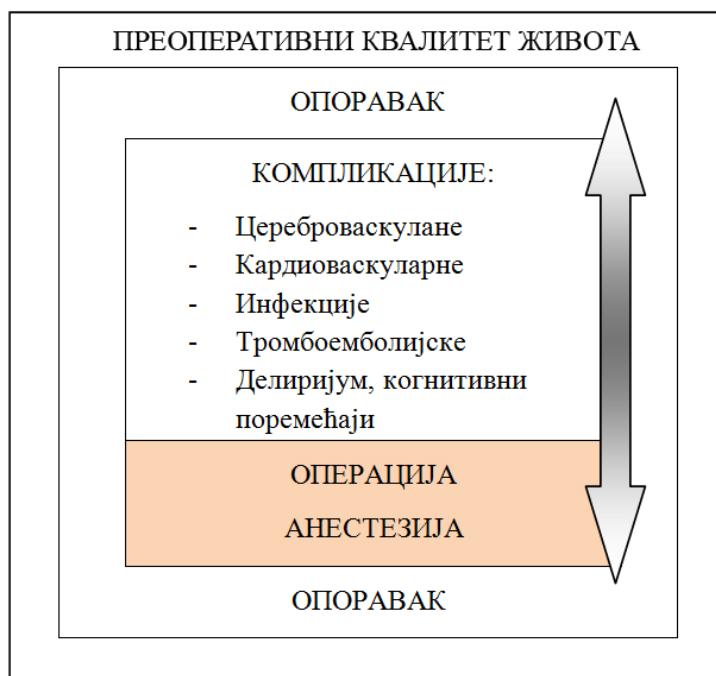 ПРЕОПЕРАТИВНИ КВАЛИТЕТ ЖИВОТА
ОПОРАВАК
КОМПЛИКАЦИЈЕ:
- Цереброваскулане
- Кардиоваскуларне
- Инфекције
- Тромбоемболијске
- Делиријум, когнитивни
поремећаји
ОПЕРАЦИЈА
АНЕСТЕЗИЈА
ОПОРАВАК